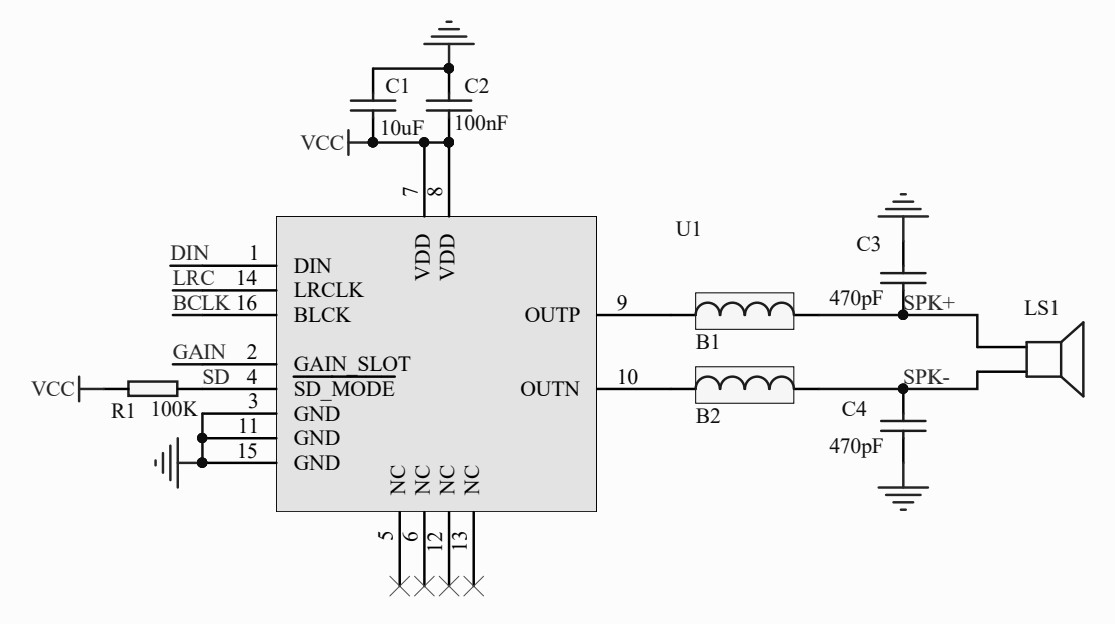 C1
C2
10uF
100nF
VCC
7
8
U1
VDD
VDD
C3
470pF
SPK+
LS1
DIN
1
DIN
LRC
14
LRCLK
BCLK
16
BLCK
OUTP
9
B1
GAIN
2
GAIN_SLOT
VCC
R1
100K
SD
4
SD_MODE
OUTN
10
B2
SPK-
C4
470pF
3
GND
11
GND
15
GND
NC
NC
NC
NC
5
6
12
13